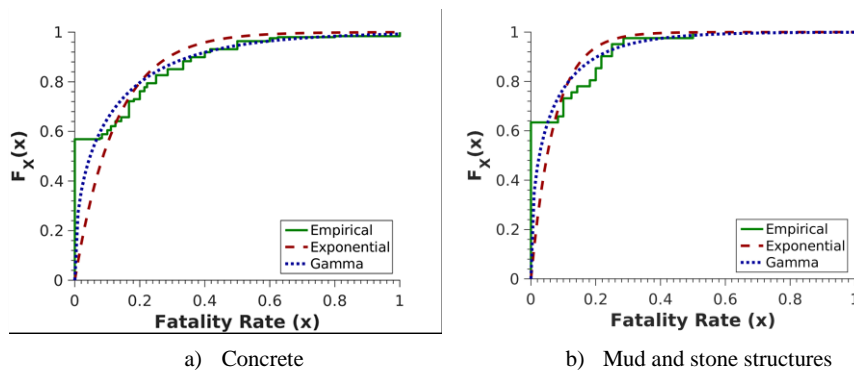 1
0.8
0.6
0.4
0.2
0
F_X(x)
0 0.2 0.4 0.6 0.8 1
Fatality Rate (x)
Empirical
Exponential
Gamma
a) Concrete
1
0.8
0.6
0.4
0.2
0
F_X(x)
0 0.2 0.4 0.6 0.8 1
Fatality Rate (x)
Empirical
Exponential
Gamma
b) Mud and stone structures